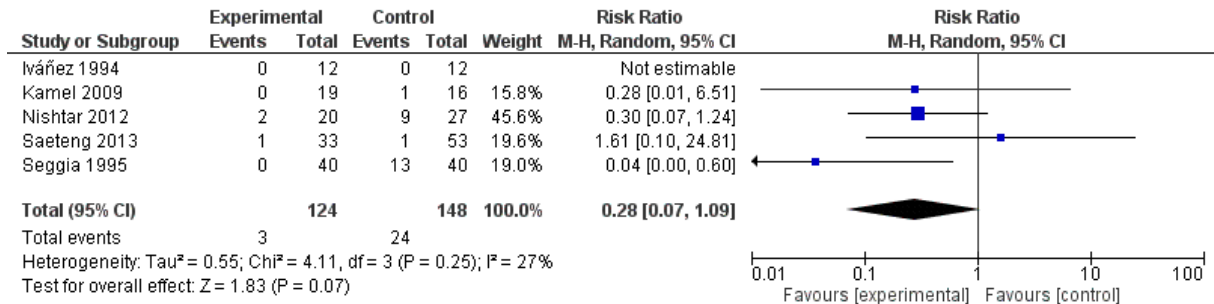 Experimental Control Risk Ratio Risk Ratio
Study or Subgroup Events Total Events Total Weight M-H, Random, 95% CI M-H, Random, 95% CI
Iváñez 1994 0 12 0 12 Not estimable
Kamel 2009 0 19 1 16 15.8% 0.28 [0.01, 6.51]
Nishtar 2012 2 20 9 27 45.6% 0.30 [0.07, 1.24]
Saeteng 2013 1 33 1 53 19.6% 1.61 [0.10, 24.81]
Seggia 1995 0 40 13 40 19.0% 0.04 [0.00, 0.60]
Total (95% CI) 124 148 100.0% 0.28 [0.07, 1.09]
Total events 3 24
Heterogeneity: Tau² = 0.55; Chi² = 4.11, df = 3 (P = 0.25); I² = 27%
Test for overall effect: Z = 1.83 (P = 0.07)
0.01 0.1 1 10 100
Favours [experimental] Favours [control]